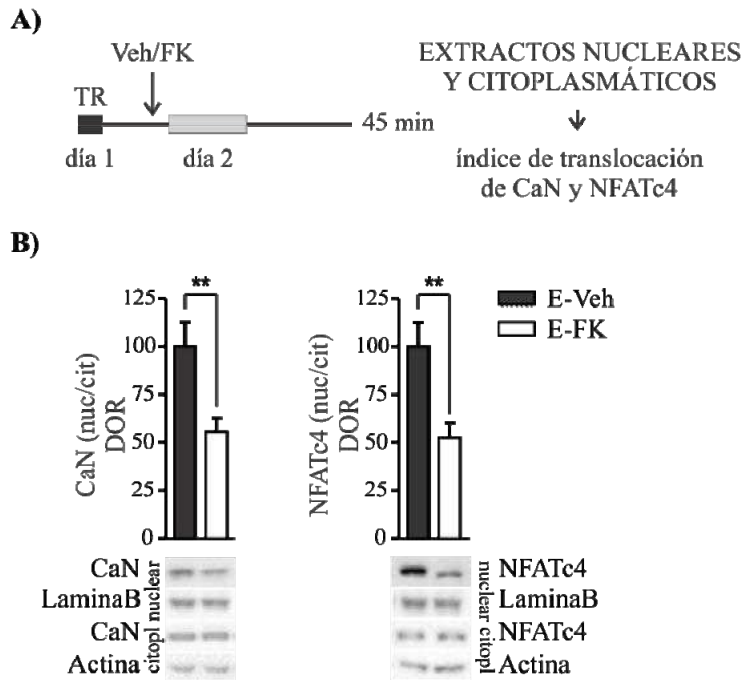 A)
Veh/FK
TR
día 1
día 2
45 min
EXTRACTOS NUCLEARES
Y CITOPLASMÁTICOS
índice de translocación
de CaN y NFATc4
B)
CaN (nuc/cit)
DOR
125
100
75
50
25
0
**
NFATc4 (nuc/cit)
DOR
125
100
75
50
25
0
**
E-Veh
E-FK
CaN
LaminaB
CaN
Actina
nuclear
citopl
nuclear
citopl
NFATc4
LaminaB
NFATc4
Actina